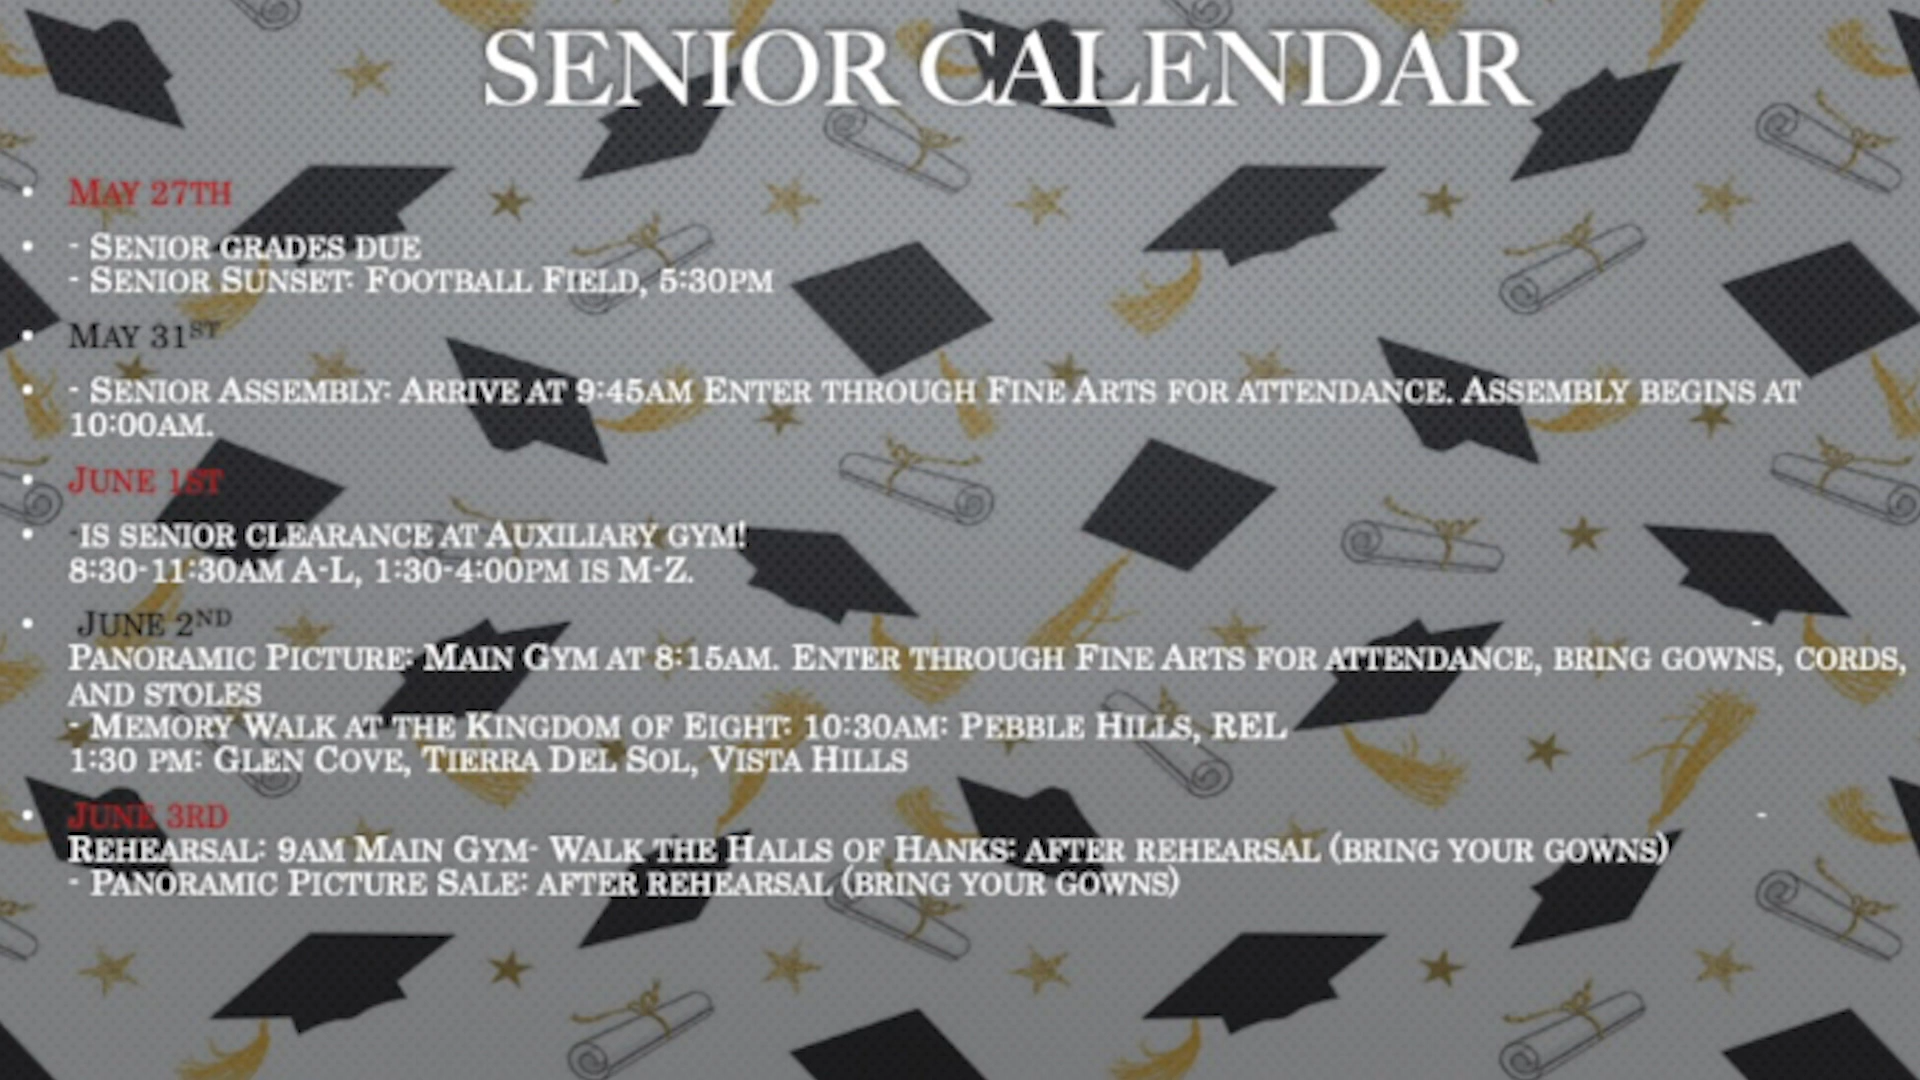 SENIOR CALENDAR
• MAY 27TH
• - SENIOR GRADES DUE
- SENIOR SUNSET: FOOTBALL FIELD, 5:30PM
• MAY 31ST
• - SENIOR ASSEMBLY: ARRIVE AT 9:45AM ENTER THROUGH FINE ARTS FOR ATTENDANCE. ASSEMBLY BEGINS AT
10:00AM.
• JUNE 1ST
• -IS SENIOR CLEARANCE AT AUXILIARY GYM!
8:30-11:30AM A-L, 1:30-4:00PM IS M-Z.
• JUNE 2ND -
PANORAMIC PICTURE: MAIN GYM AT 8:15AM. ENTER THROUGH FINE ARTS FOR ATTENDANCE, BRING GOWNS, CORDS,
AND STOLES
- MEMORY WALK AT THE KINGDOM OF EIGHT: 10:30AM: PEBBLE HILLS, REL
1:30 PM: GLEN COVE, TIERRA DEL SOL, VISTA HILLS
• JUNE 3RD -
REHEARSAL: 9AM MAIN GYM- WALK THE HALLS OF HANKS: AFTER REHEARSAL (BRING YOUR GOWNS)
- PANORAMIC PICTURE SALE: AFTER REHEARSAL (BRING YOUR GOWNS)